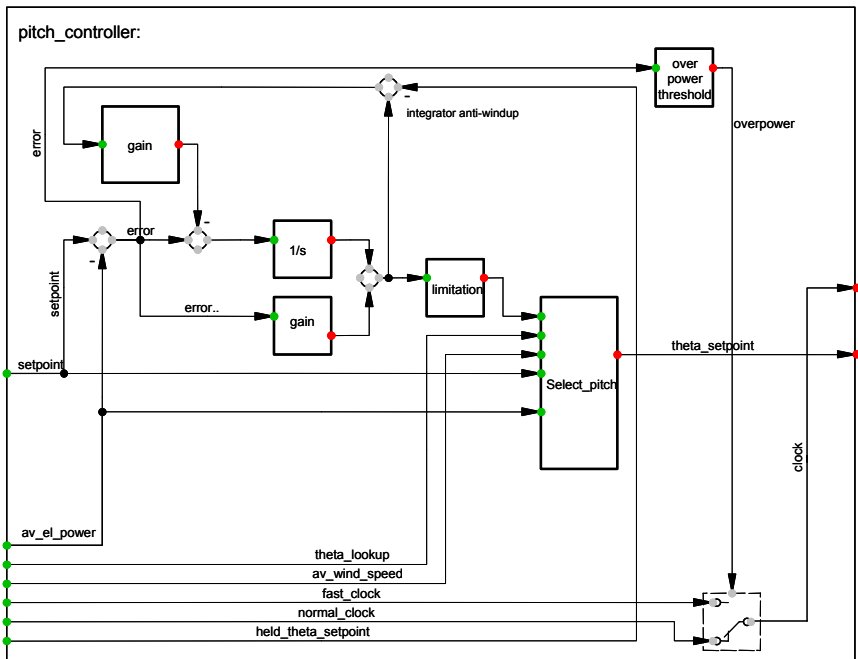 pitch_controller:
over
power
threshold
-
integrator anti-windup
overpower
error
gain
-
error
1/s
-
setpoint
limitation
error..
gain
theta_setpoint
setpoint
Select_pitch
clock
av_el_power
theta_lookup
av_wind_speed
fast_clock
normal_clock
held_theta_setpoint